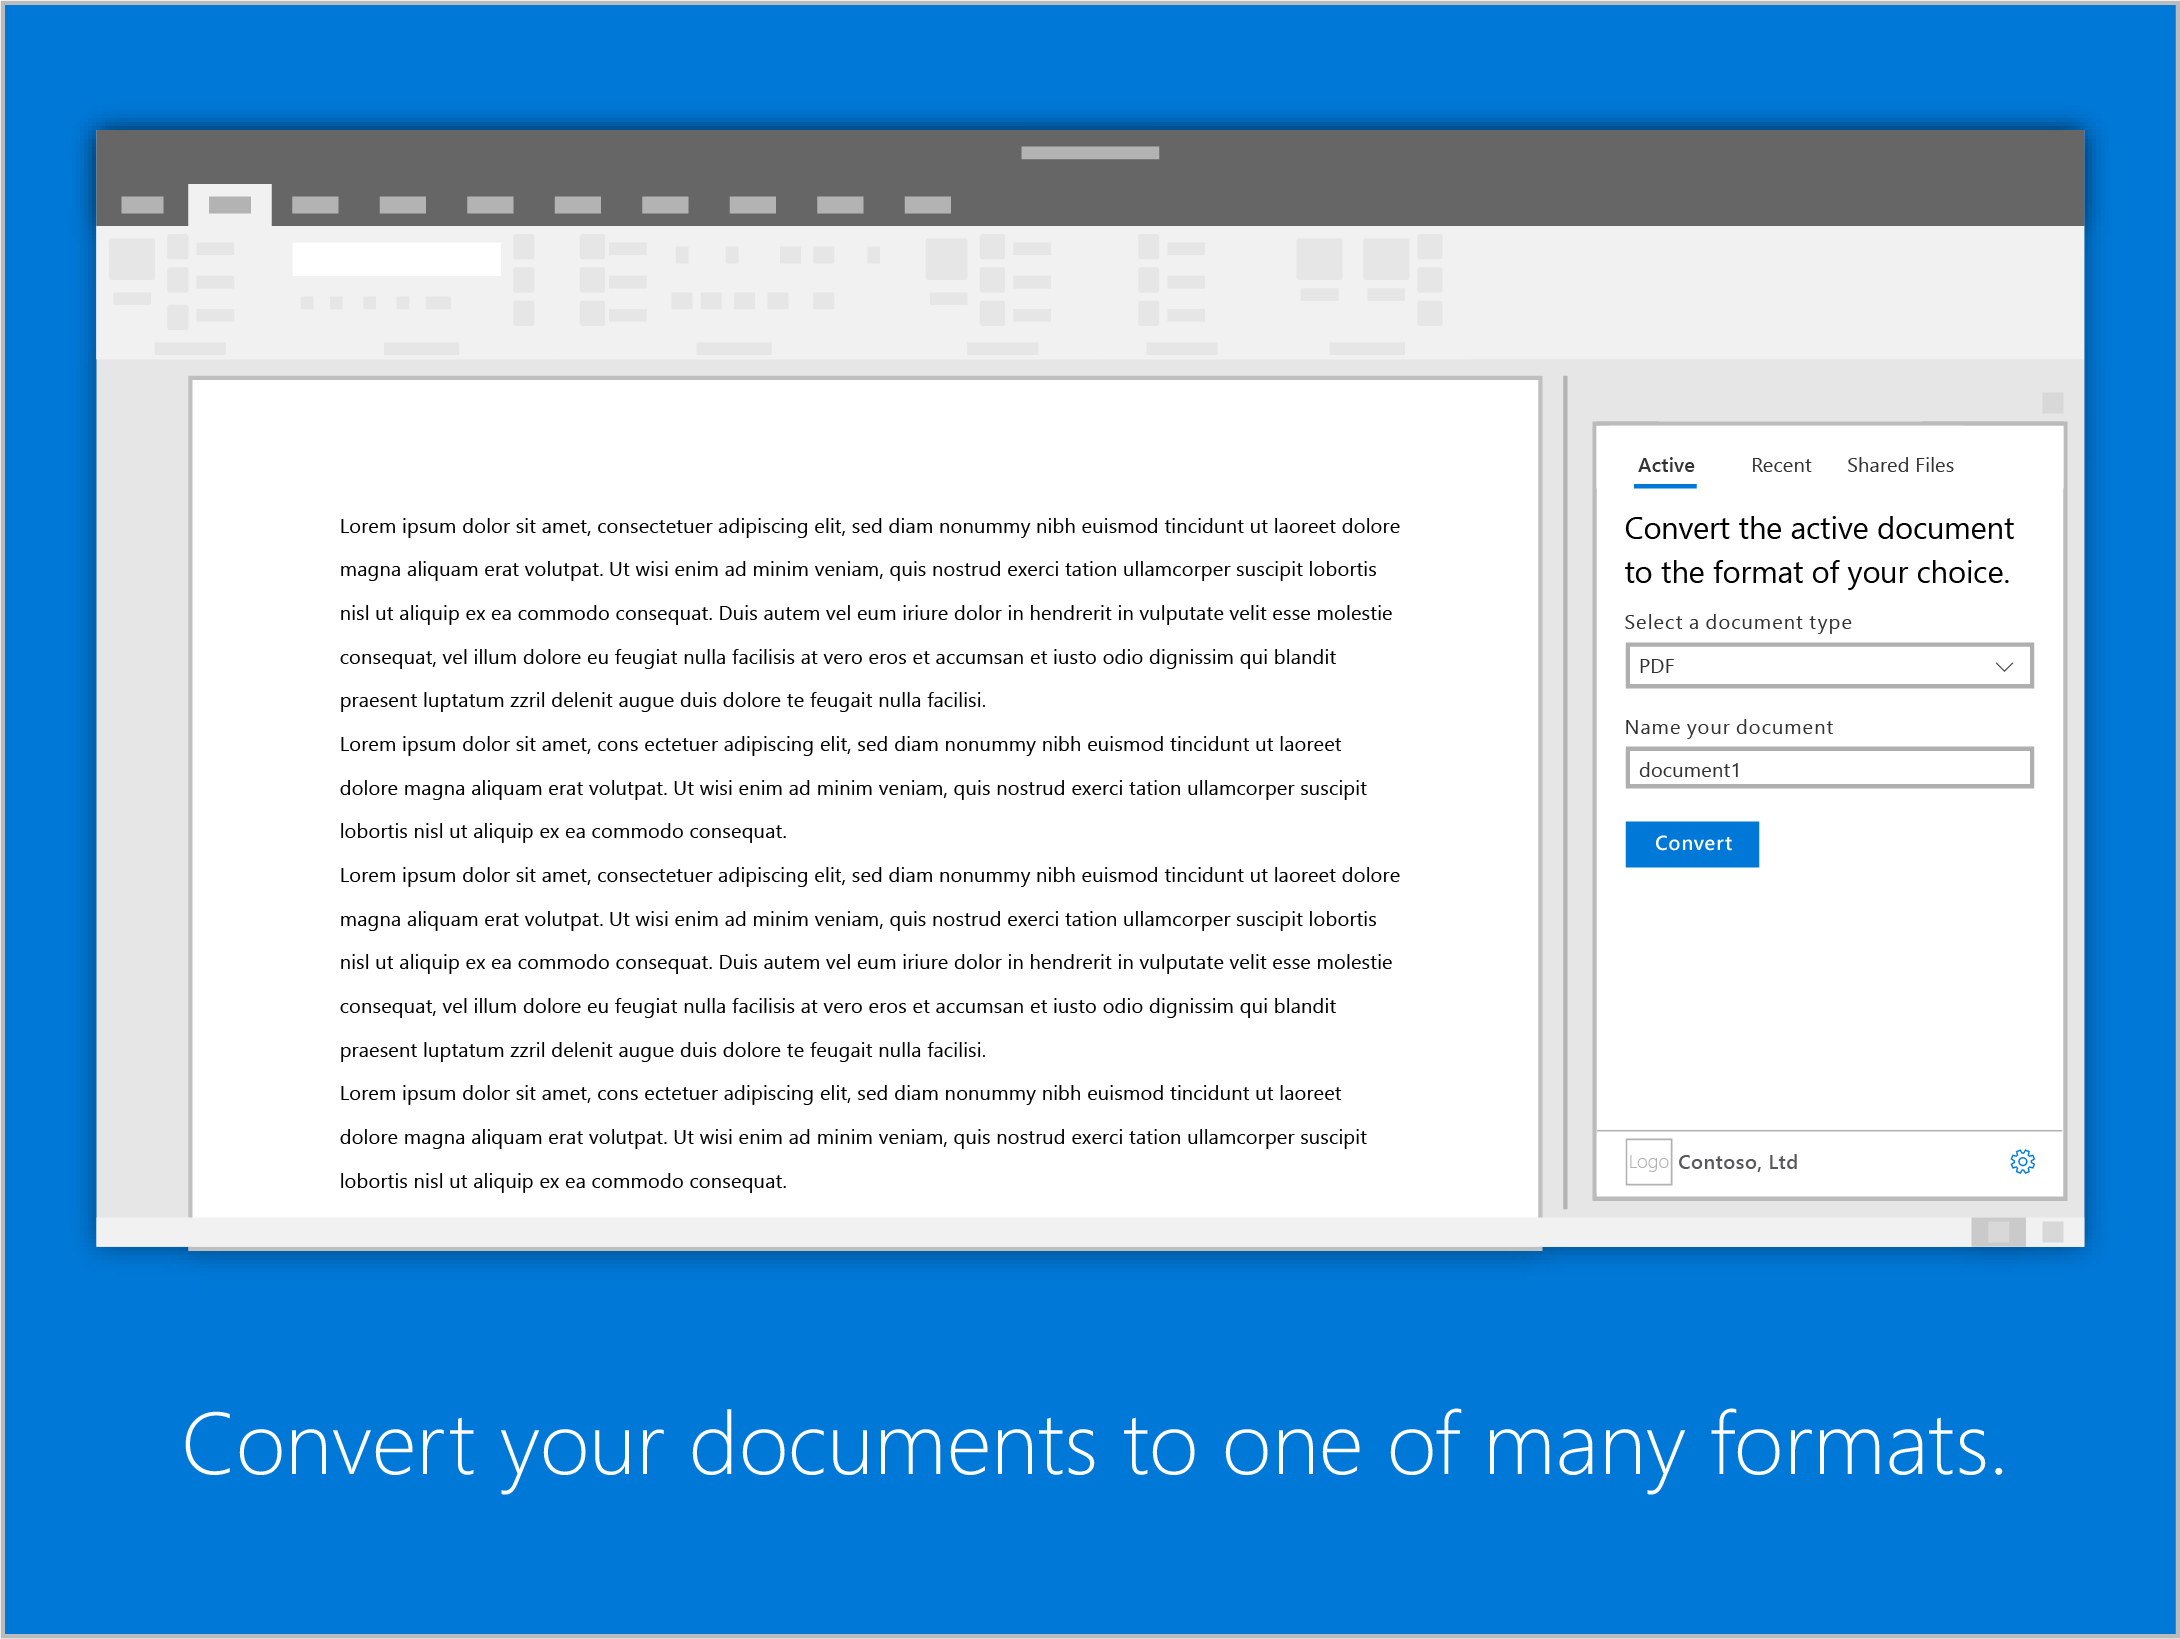 Lorem ipsum dolor sit amet, consectetuer adipiscing elit, sed diam nonummy nibh euismod tincidunt ut laoreet dolore
magna aliquam erat volutpat. Ut wisi enim ad minim veniam, quis nostrud exerci tation ullamcorper suscipit lobortis
nisl ut aliquip ex ea commodo consequat. Duis autem vel eum iriure dolor in hendrerit in vulputate velit esse molestie
consequat, vel illum dolore eu feugiat nulla facilisis at vero eros et accumsan et iusto odio dignissim qui blandit
praesent luptatum zzril delenit augue duis dolore te feugait nulla facilisi.
Lorem ipsum dolor sit amet, cons ectetuer adipiscing elit, sed diam nonummy nibh euismod tincidunt ut laoreet
dolore magna aliquam erat volutpat. Ut wisi enim ad minim veniam, quis nostrud exerci tation ullamcorper suscipit
lobortis nisl ut aliquip ex ea commodo consequat.
Lorem ipsum dolor sit amet, consectetuer adipiscing elit, sed diam nonummy nibh euismod tincidunt ut laoreet dolore
magna aliquam erat volutpat. Ut wisi enim ad minim veniam, quis nostrud exerci tation ullamcorper suscipit lobortis
nisl ut aliquip ex ea commodo consequat. Duis autem vel eum iriure dolor in hendrerit in vulputate velit esse molestie
consequat, vel illum dolore eu feugiat nulla facilisis at vero eros et accumsan et iusto odio dignissim qui blandit
praesent luptatum zzril delenit augue duis dolore te feugait nulla facilisi.
Lorem ipsum dolor sit amet, cons ectetuer adipiscing elit, sed diam nonummy nibh euismod tincidunt ut laoreet
dolore magna aliquam erat volutpat. Ut wisi enim ad minim veniam, quis nostrud exerci tation ullamcorper suscipit
lobortis nisl ut aliquip ex ea commodo consequat.
Active Recent Shared Files
Convert the active document
to the format of your choice.
Select a document type
PDF
Name your document
document1
Convert
Logo Contoso, Ltd
Convert your documents to one of many formats.